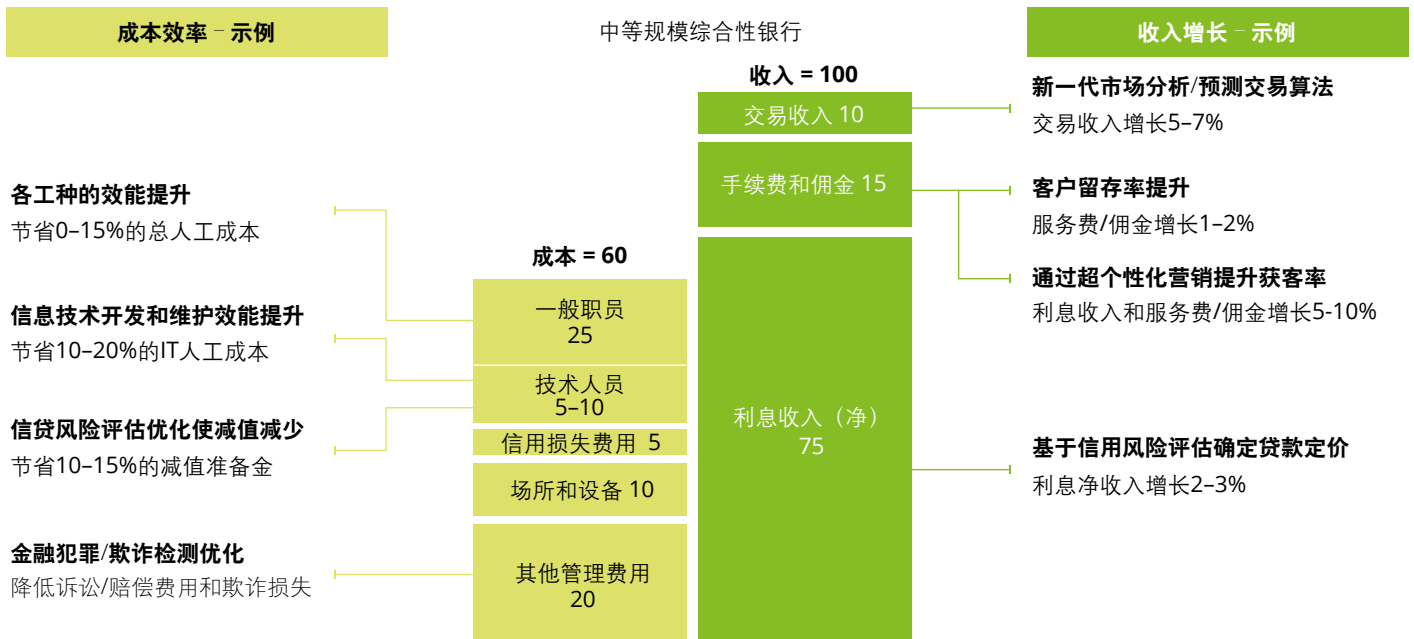 成本效率 – 示例
中等规模综合性银行
收入增长 – 示例
收入 = 100
交易收入 10
手续费和佣金 15
利息收入（净）
75
成本 = 60
一般职员
25
技术人员
5–10
信用损失费用 5
场所和设备 10
其他管理费用
20
各工种的效能提升
节省0–15%的总人工成本
信息技术开发和维护效能提升
节省10–20%的IT人工成本
信贷风险评估优化使减值减少
节省10–15%的减值准备金
金融犯罪/欺诈检测优化
降低诉讼/赔偿费用和欺诈损失
新一代市场分析/预测交易算法
交易收入增长5–7%
客户留存率提升
服务费/佣金增长1–2%
通过超个性化营销提升获客率
利息收入和服务费/佣金增长5-10%
基于信用风险评估确定贷款定价
利息净收入增长2–3%